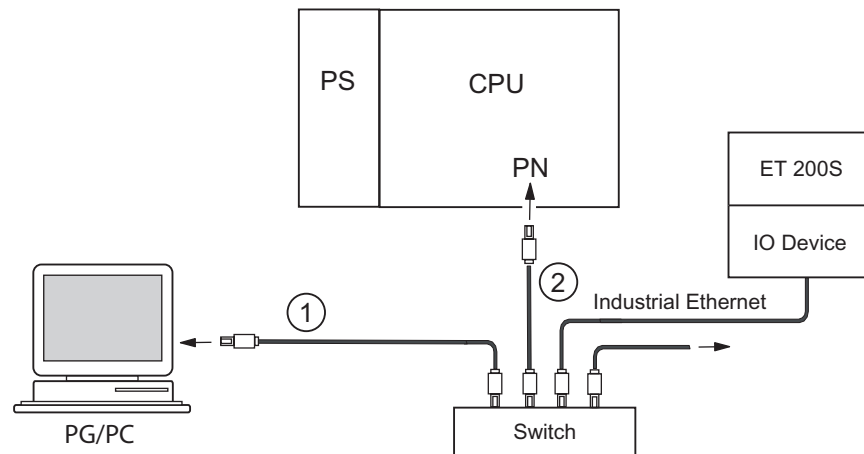 PS
CPU
PN
ET 200S
IO Device
1
2
Industrial Ethernet
PG/PC
Switch